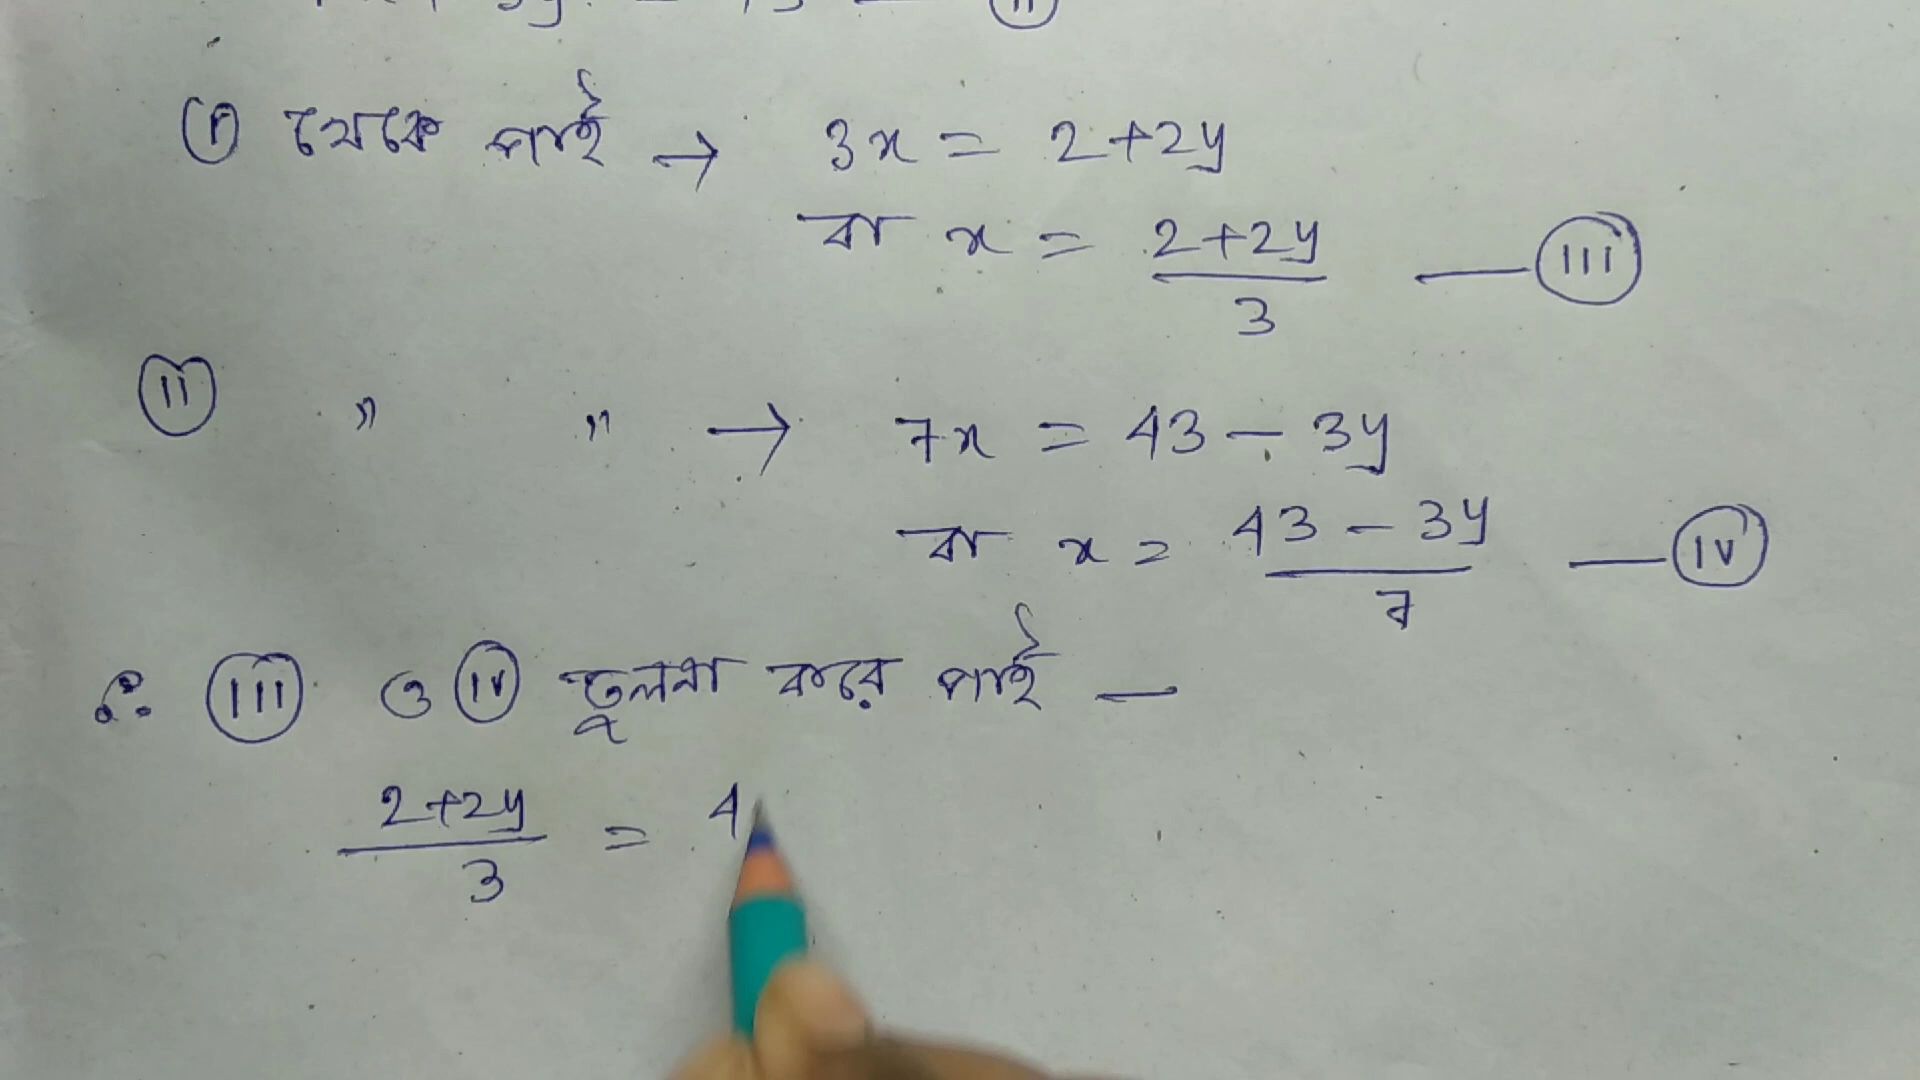 (i) থেকে পাই → 3x = 2+2y
বা x = 2+2y/3 — (iii)
(ii) " " → 7x = 43 - 3y
বা x = 43 - 3y/7 — (iv)
∴ (iii) ও (iv) তুলনা করে পাই —
2+2y/3 = 4